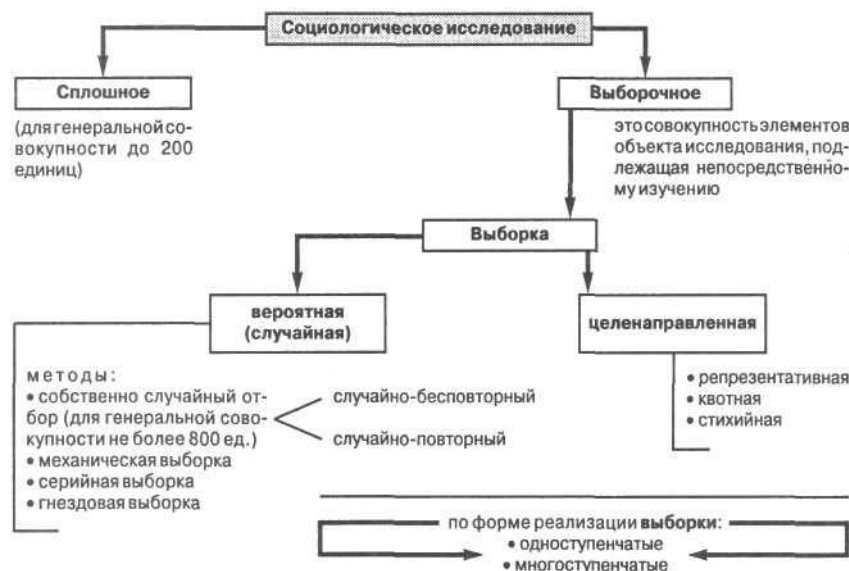 Социологическое исследование
Сплошное
(для генеральной со-
вокупности до 200
единиц)
Выборочное
это совокупность элементов
объекта исследования, под-
лежащая непосредственно-
му изучению
Выборка
вероятная
(случайная)
целенаправленная
методы:
• собственно случайный от-
бор (для генеральной сово-
купности не более 800 ед.)
• механическая выборка
• серийная выборка
• гнездовая выборка
случайно-бесповторный
случайно-повторный
• репрезентативная
• квотная
• стихийная
по форме реализации выборки:
• одноступенчатые
• многоступенчатые